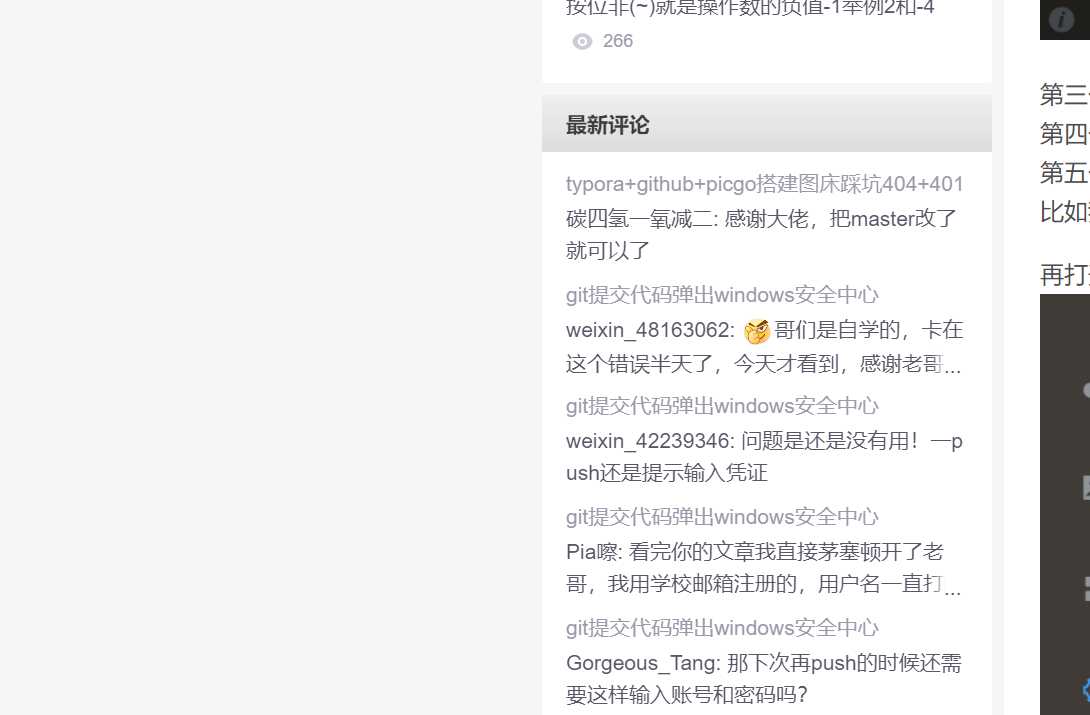 按位非(~)就是操作数的负值-1举例2和-4
266
最新评论
typora+github+picgo搭建图床踩坑404+401
碳四氢一氧减二: 感谢大佬，把master改了
就可以了
git提交代码弹出windows安全中心
weixin_48163062: 哥们是自学的，卡在
这个错误半天了，今天才看到，感谢老哥...
git提交代码弹出windows安全中心
weixin_42239346: 问题是还是没有用！一p
ush还是提示输入凭证
git提交代码弹出windows安全中心
Pia嚓: 看完你的文章我直接茅塞顿开了老
哥，我用学校邮箱注册的，用户名一直打...
git提交代码弹出windows安全中心
Gorgeous_Tang: 那下次再push的时候还需
要这样输入账号和密码吗？
第三
第四
第五
比如
再打